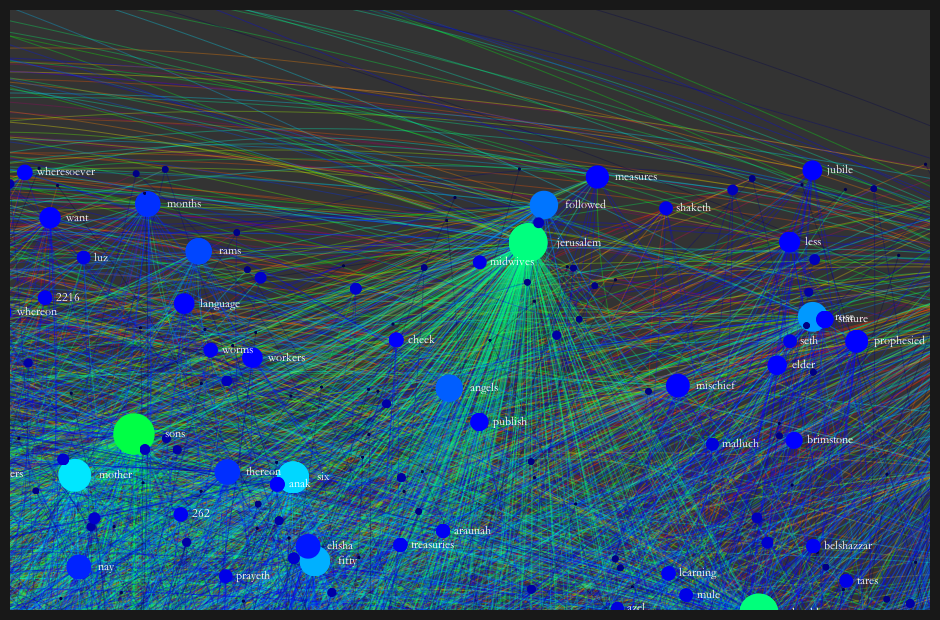 wheresoever
measures
jubile
months
followed
shaketh
want
less
jerusalem
rams
luz
midwives
2216
language
whereon
stature
check
seth
prophesied
worms
workers
elder
angels
mischief
publish
sons
malluch
brimstone
ers
mother
thereon
six
anak
262
araunah
elisha
treasuries
belshazzar
fifty
nay
prayeth
learning
tares
mule
azel